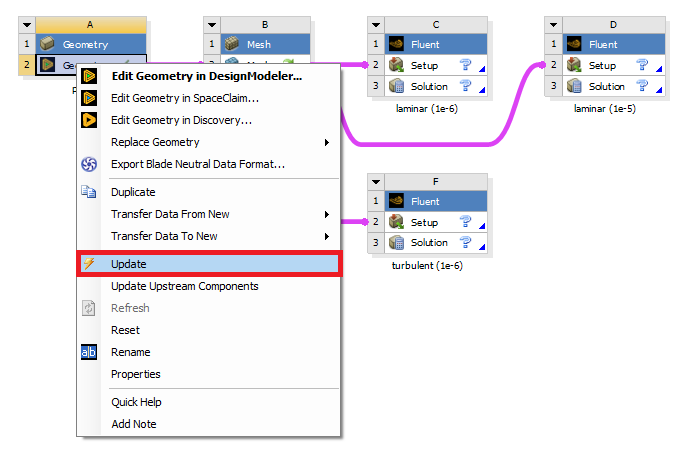 A
1 Geometry
2
B
1 Mesh
2
3
C
1 Fluent
2 Setup ?
3 Solution ?
laminar (1e-6)
D
1 Fluent
2 Setup ?
3 Solution ?
laminar (1e-5)
F
1 Fluent
2 Setup ?
3 Solution ?
turbulent (1e-6)
Edit Geometry in DesignModeler...
Edit Geometry in SpaceClaim...
Edit Geometry in Discovery...
Replace Geometry
Export Blade Neutral Data Format...
Duplicate
Transfer Data From New
Transfer Data To New
Update
Update Upstream Components
Refresh
Reset
a|b Rename
Properties
Quick Help
Add Note